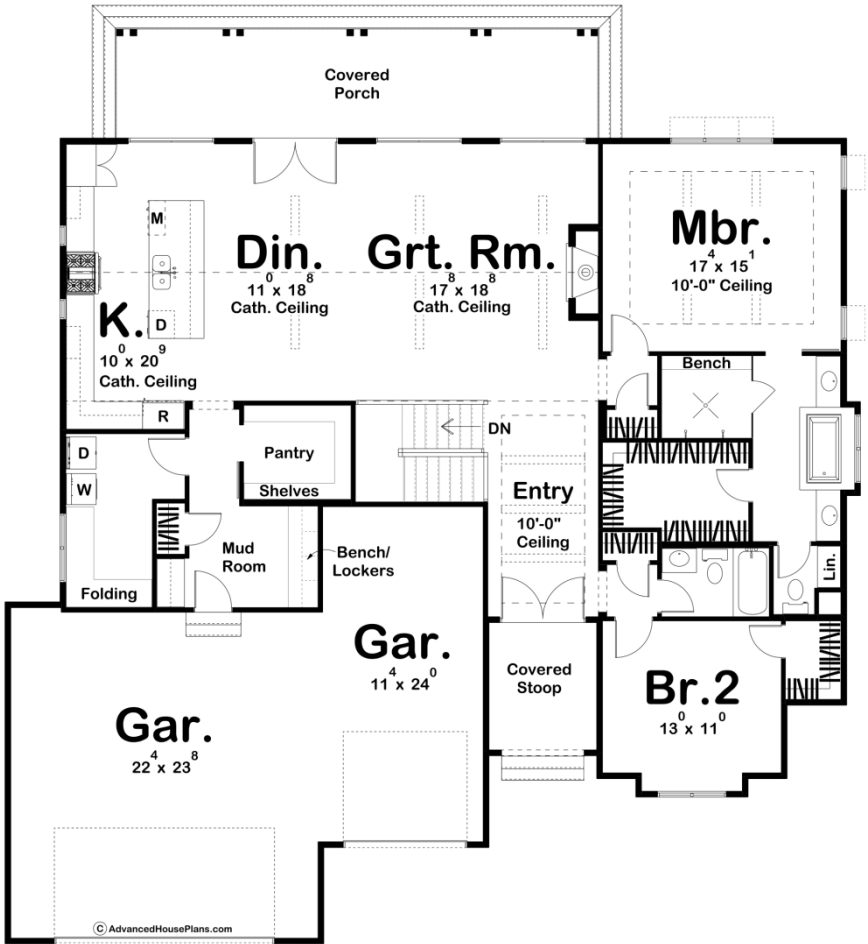 Covered
Porch
M
Din.
11⁰ x 18⁸
Cath. Ceiling
Grt. Rm.
17⁸ x 18⁸
Cath. Ceiling
Mbr.
17⁴ x 15¹
10'-0" Ceiling
D
K.
10⁰ x 20⁹
Cath. Ceiling
R
Bench
DN
D
W
Pantry
Shelves
Entry
10'-0"
Ceiling
Mud
Room
Bench/
Lockers
Folding
Lin.
Covered
Stoop
Gar.
11⁴ x 24⁰
Br.2
13⁰ x 11⁰
Gar.
22⁴ x 23⁸
© AdvancedHousePlans.com